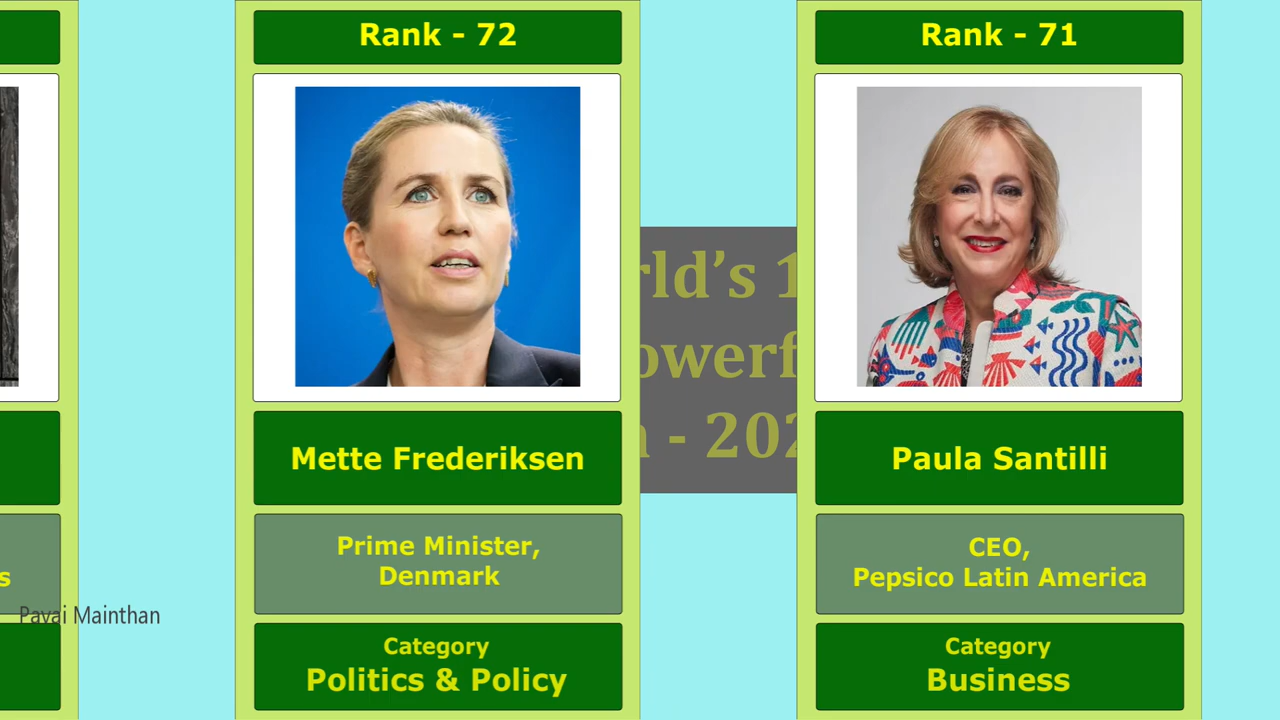 Rank - 72
Mette Frederiksen
Prime Minister,
Denmark
Category
Politics & Policy
Rank - 71
Paula Santilli
CEO,
Pepsico Latin America
Category
Business
Pavai Mainthan